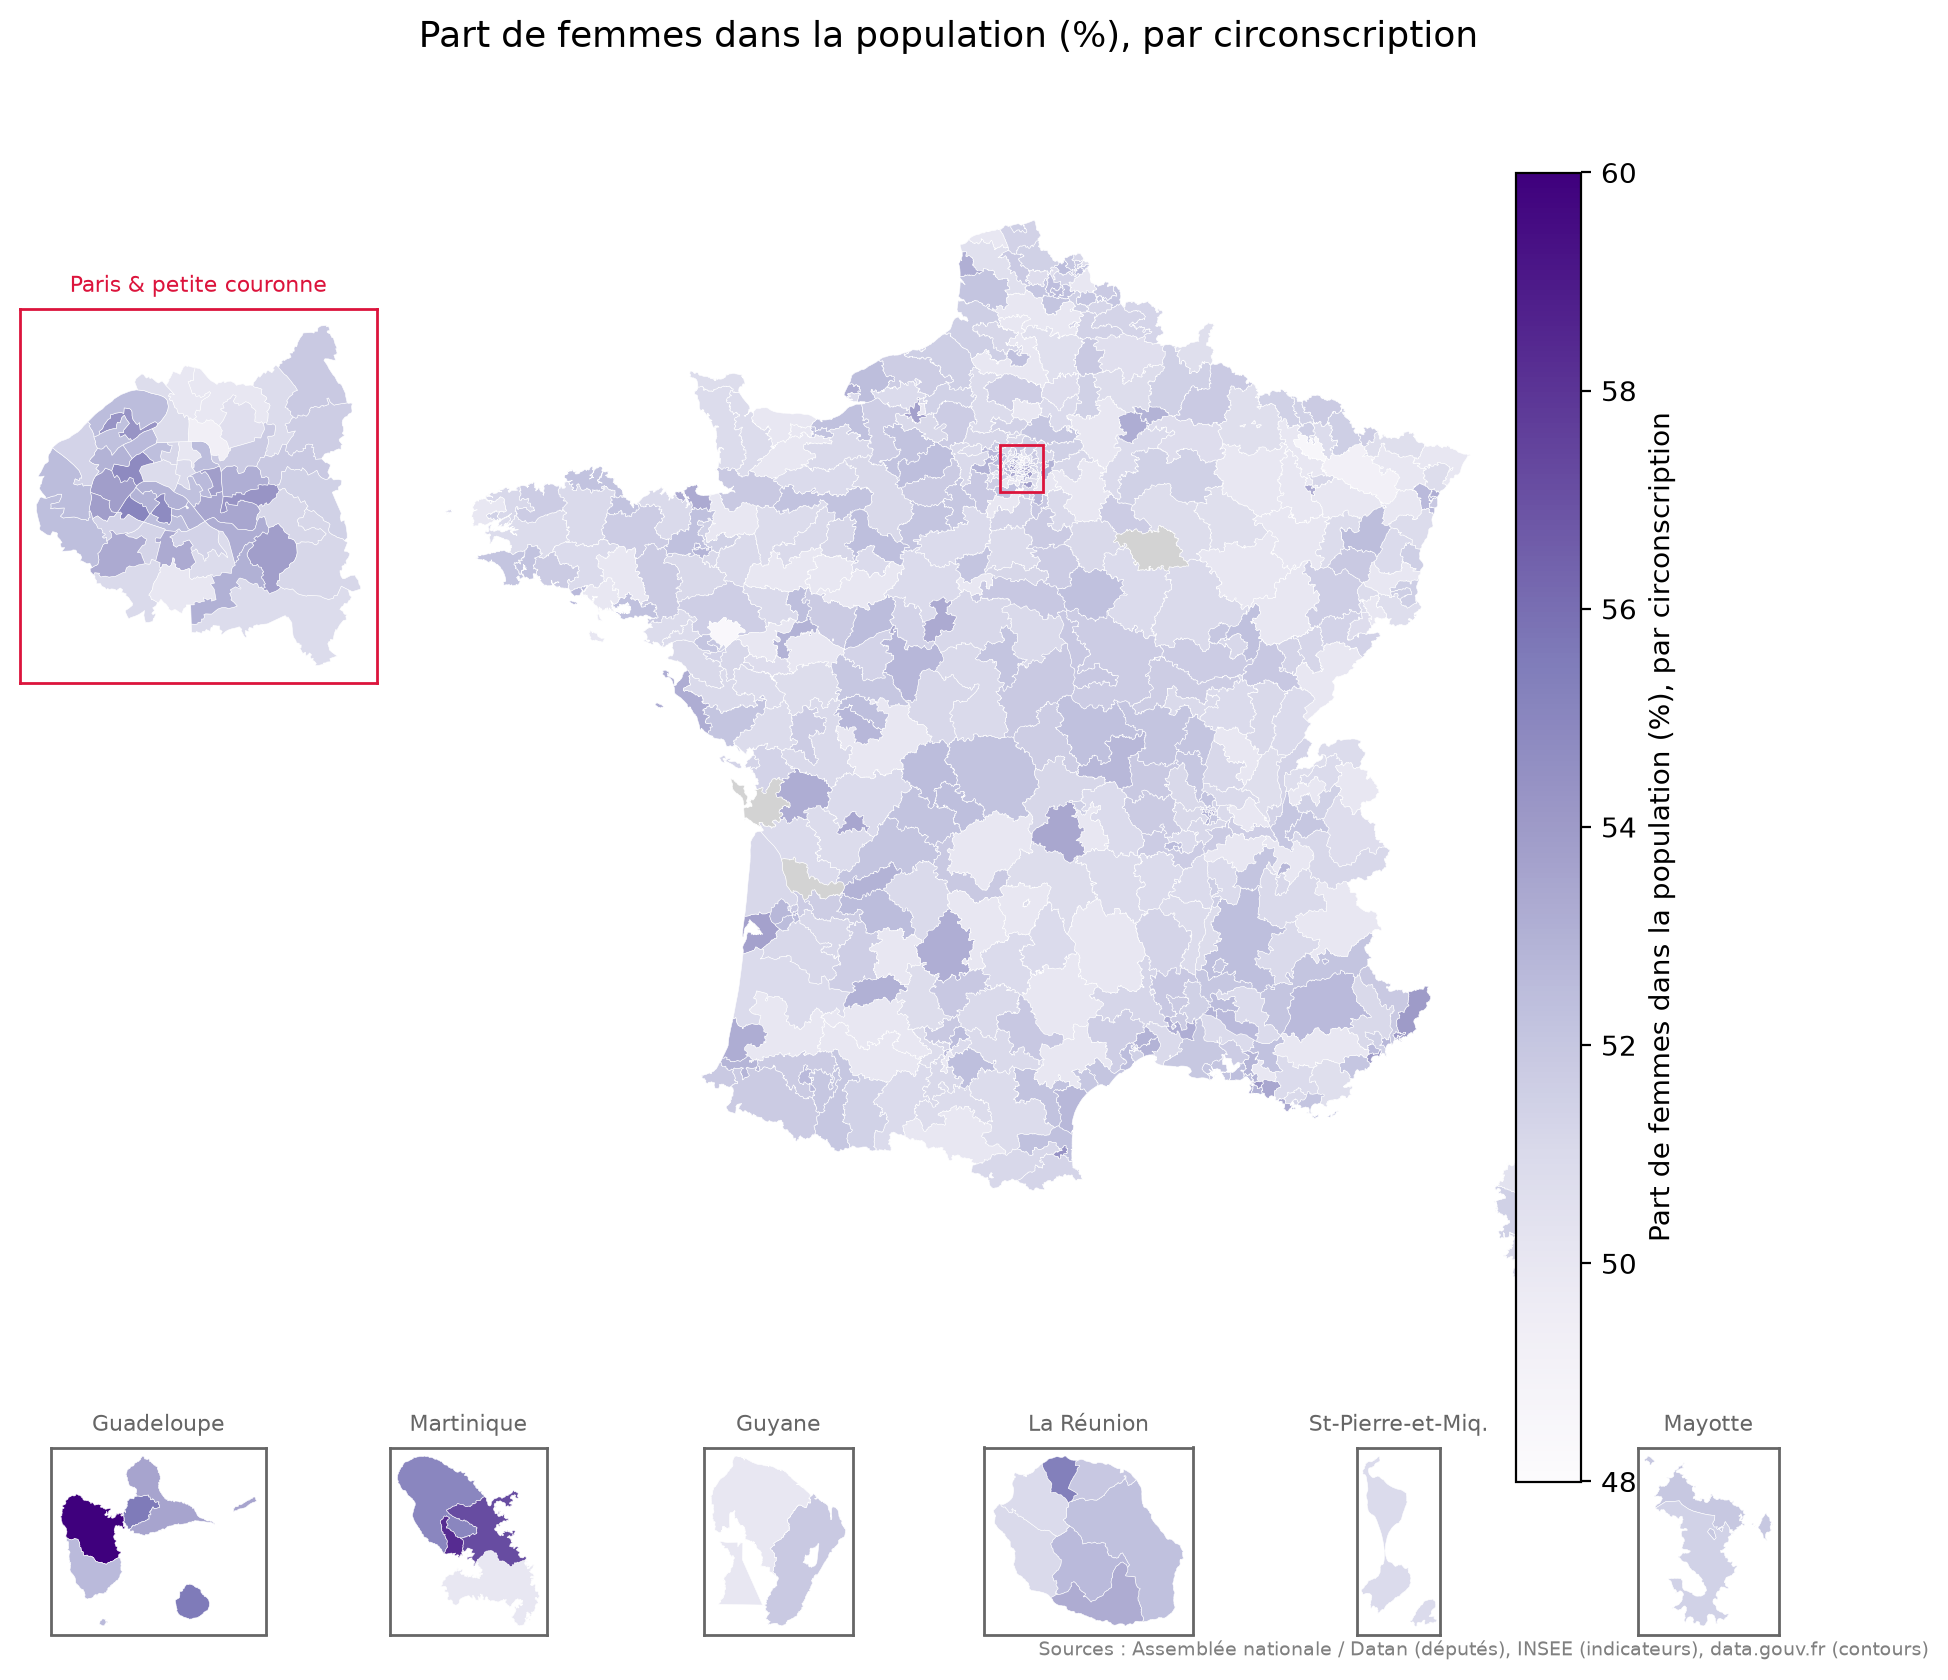 Part de femmes dans la population (%), par circonscription
Paris & petite couronne
60
58
56
54
52
50
48
Part de femmes dans la population (%), par circonscription
Guadeloupe
Martinique
Guyane
La Réunion
St-Pierre-et-Miq.
Mayotte
Sources : Assemblée nationale / Datan (députés), INSEE (indicateurs), data.gouv.fr (contours)